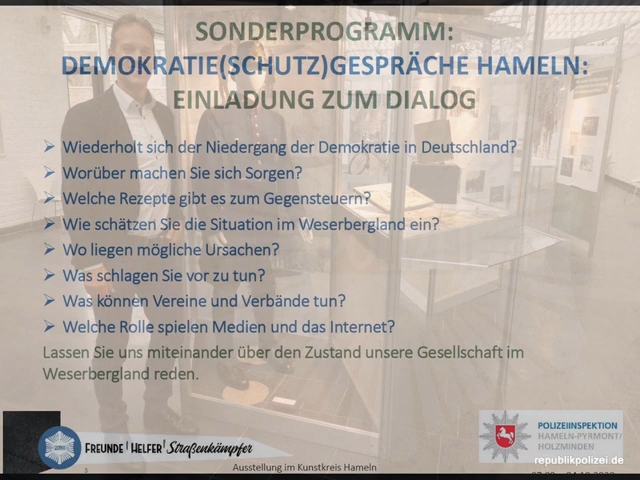 SONDERPROGRAMM:
DEMOKRATIE(SCHUTZ)GESPRÄCHE HAMELN:
EINLADUNG ZUM DIALOG
➢ Wiederholt sich der Niedergang der Demokratie in Deutschland?
➢ Worüber machen Sie sich Sorgen?
➢ Welche Rezepte gibt es zum Gegensteuern?
➢ Wie schätzen Sie die Situation im Weserbergland ein?
➢ Wo liegen mögliche Ursachen?
➢ Was schlagen Sie vor zu tun?
➢ Was können Vereine und Verbände tun?
➢ Welche Rolle spielen Medien und das Internet?
Lassen Sie uns miteinander über den Zustand unsere Gesellschaft im
Weserbergland reden.
FREUNDE HELFER Straßenkämpfer
POLIZEIINSPEKTION
HAMELN-PYRMONT/
HOLZMINDEN
republikpolizei.de
Ausstellung im Kunstkreis Hameln